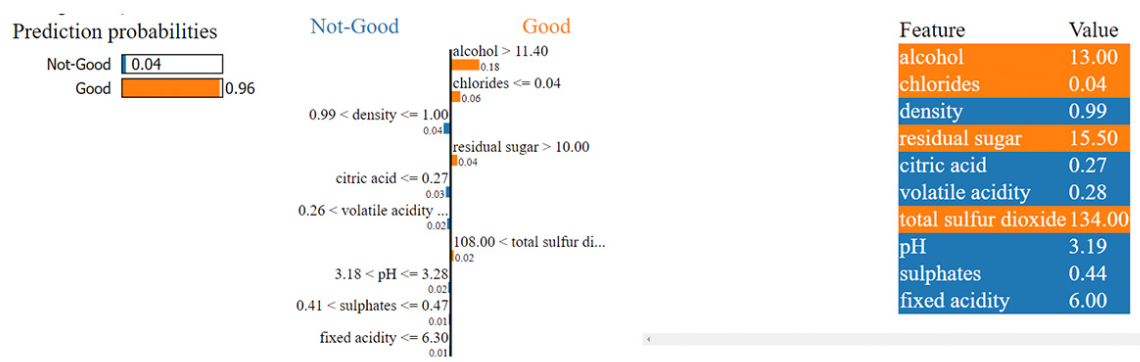 Prediction probabilities
Not-Good 0.04
Good 0.96
Not-Good Good
alcohol > 11.40
0.18
chlorides <= 0.04
0.06
0.99 < density <= 1.00
0.04
residual sugar > 10.00
0.04
citric acid <= 0.27
0.03
0.26 < volatile acidity ...
0.02
108.00 < total sulfur di...
0.02
3.18 < pH <= 3.28
0.02
0.41 < sulphates <= 0.47
0.01
fixed acidity <= 6.30
0.01
Feature Value
alcohol 13.00
chlorides 0.04
density 0.99
residual sugar 15.50
citric acid 0.27
volatile acidity 0.28
total sulfur dioxide 134.00
pH 3.19
sulphates 0.44
fixed acidity 6.00